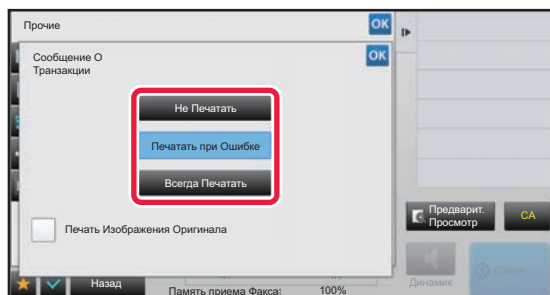 Прочие
OK
Сообщение О
Транзакции
OK
Не Печатать
Печатать при Ошибке
Всегда Печатать
Печать Изображения Оригинала
Предварит.
Просмотр
CA
Назад
Память приема Факса:
100%
Динамик
Старт